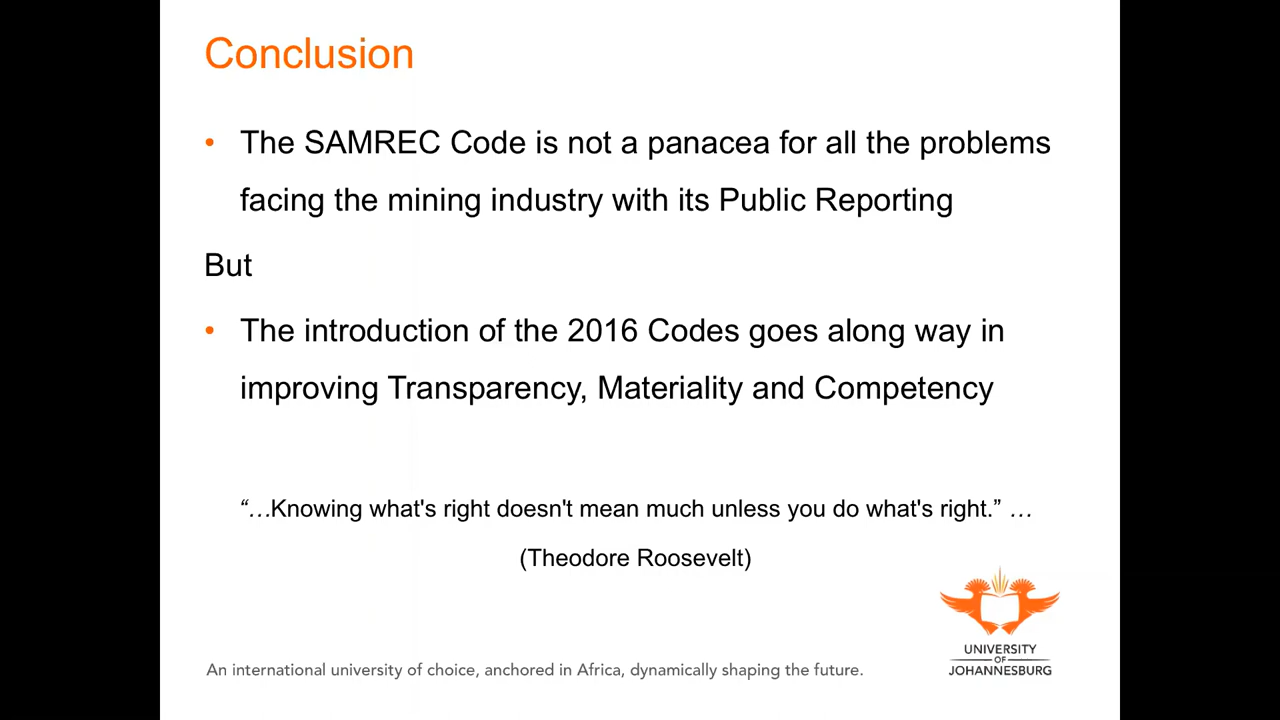 Conclusion
• The SAMREC Code is not a panacea for all the problems
facing the mining industry with its Public Reporting
But
• The introduction of the 2016 Codes goes along way in
improving Transparency, Materiality and Competency
“…Knowing what's right doesn't mean much unless you do what's right.” …
(Theodore Roosevelt)
An international university of choice, anchored in Africa, dynamically shaping the future.
UNIVERSITY
OF
JOHANNESBURG